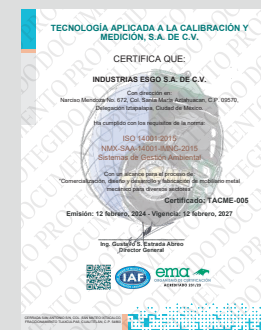 TECNOLOGÍA APLICADA A LA CALIBRACIÓN Y
MEDICIÓN, S.A. DE C.V.
CERTIFICA QUE:
INDUSTRIAS ESGO S.A. DE C.V.
Con dirección en:
Narciso Mendoza No. 672, Col. Santa María Aztahuacan, C.P. 09570,
Delegación Iztapalapa, Ciudad de México
Ha cumplido con los requisitos de la norma:
ISO 14001:2015
NMX-SAA-14001-IMNC-2015
Sistemas de Gestión Ambiental
Con un alcance para el proceso de:
"Comercialización, diseño y desarrollo y fabricación de mobiliario metal
mecánico para diversos sectores"
Certificado: TACME-005
Emisión: 12 febrero, 2024 - Vigencia: 12 febrero, 2027
Ing. Gustavo S. Estrada Abreo
Director General
IAF
ema
ORGANISMO DE CERTIFICACIÓN